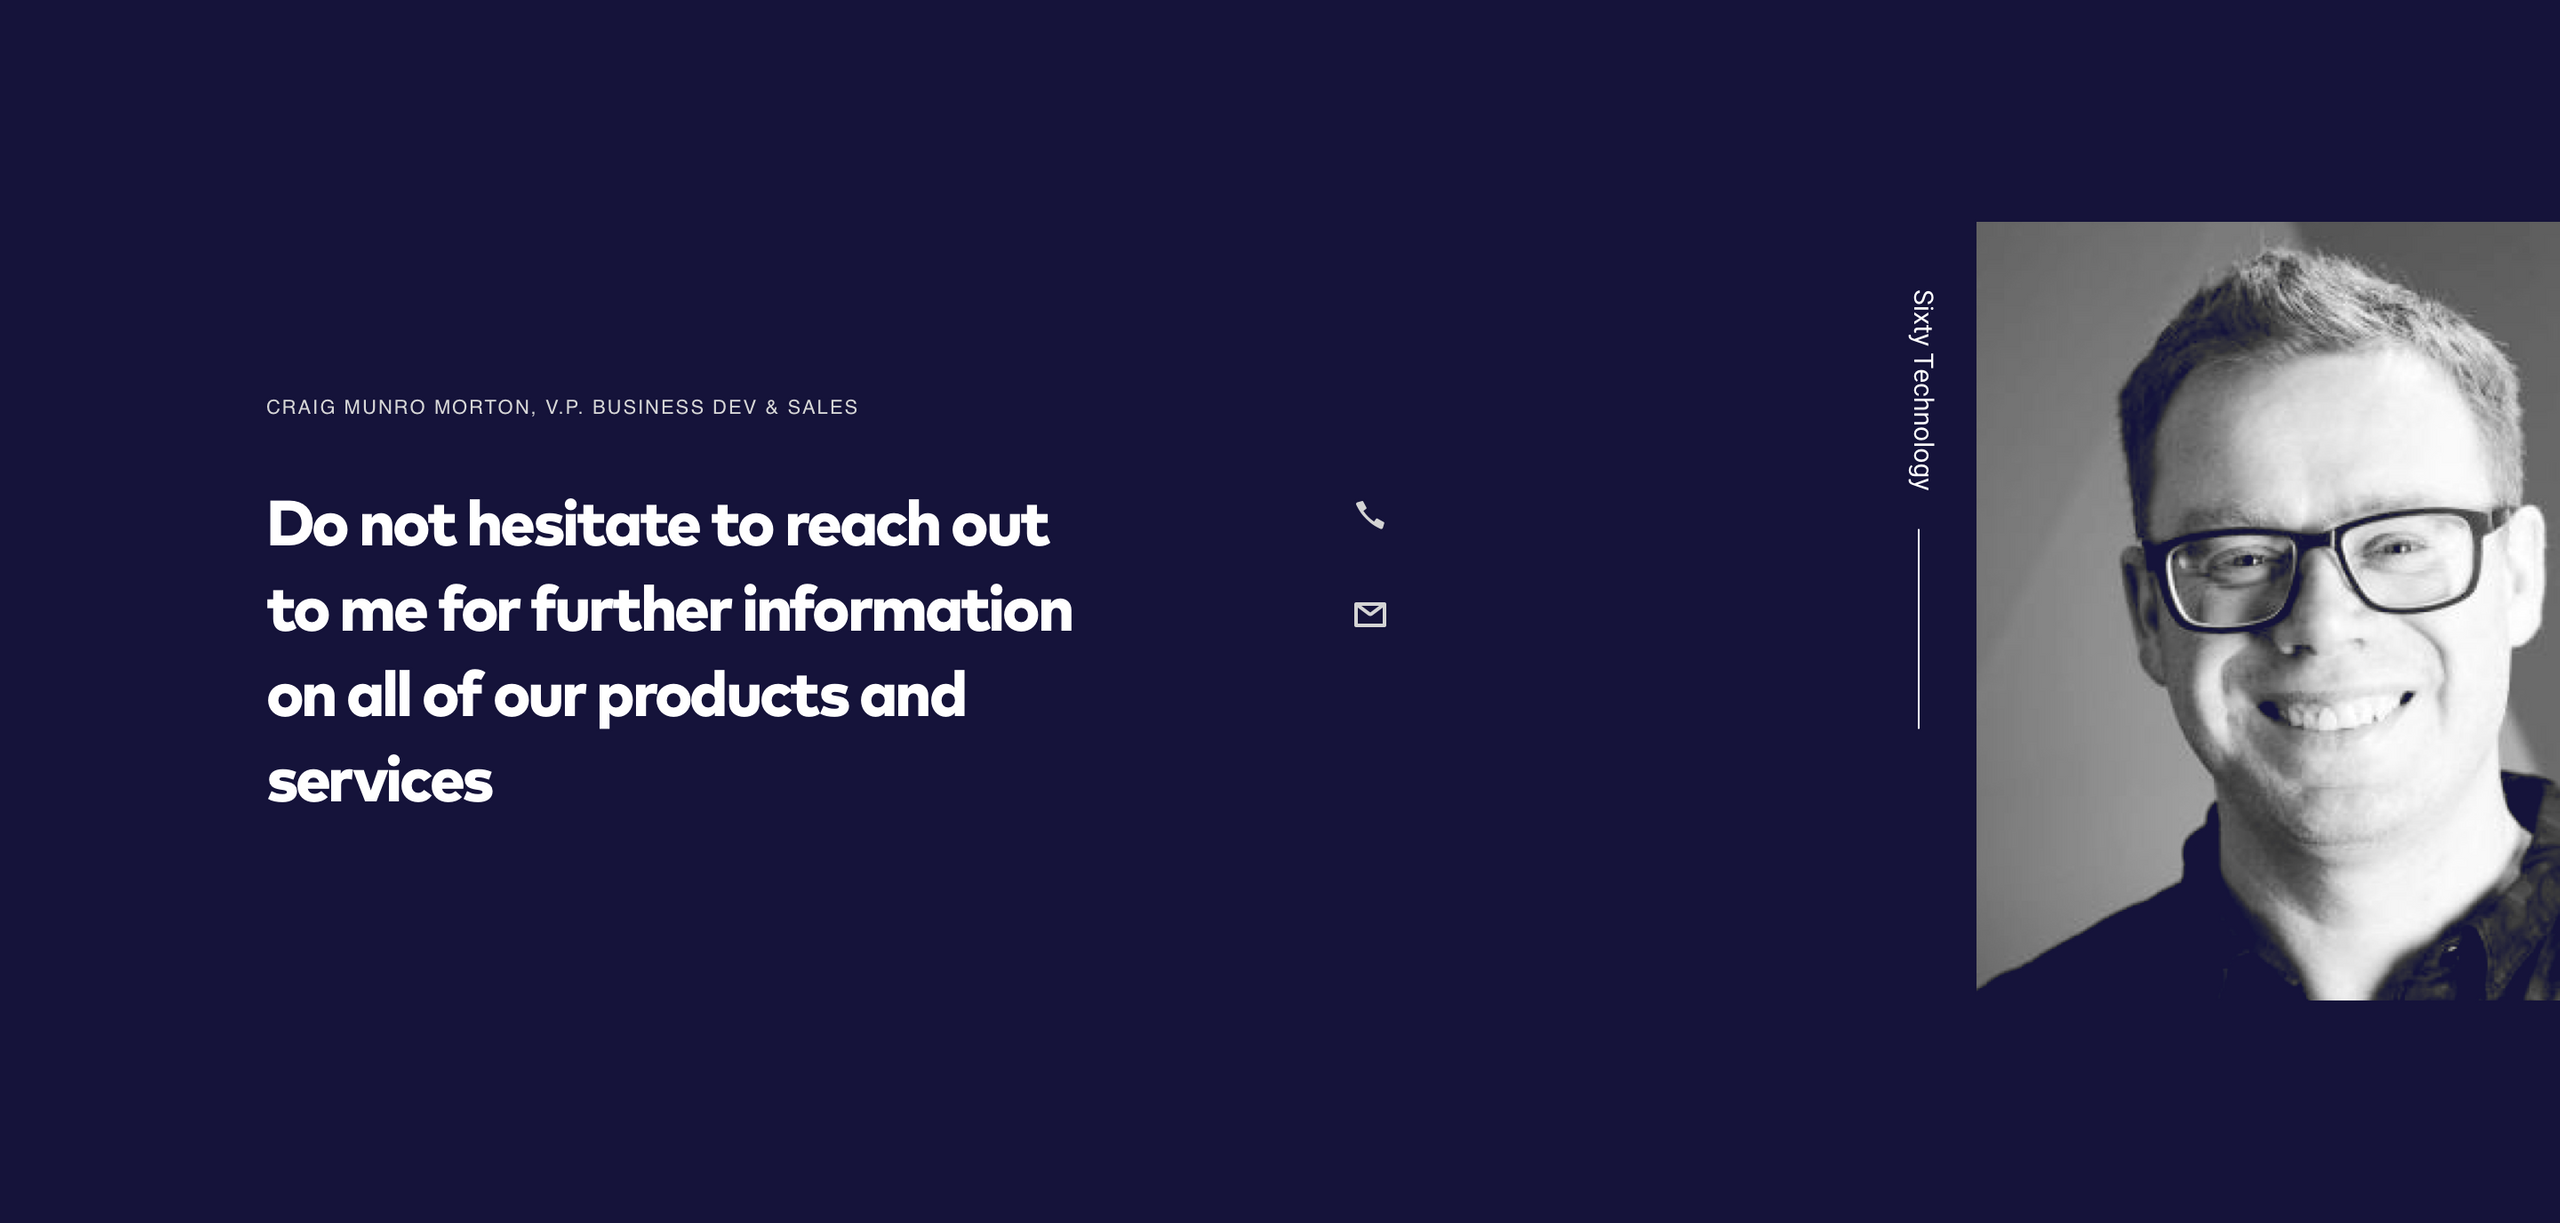 CRAIG MUNRO MORTON, V.P. BUSINESS DEV & SALES
Do not hesitate to reach out
to me for further information
on all of our products and
services
Sixty Technology